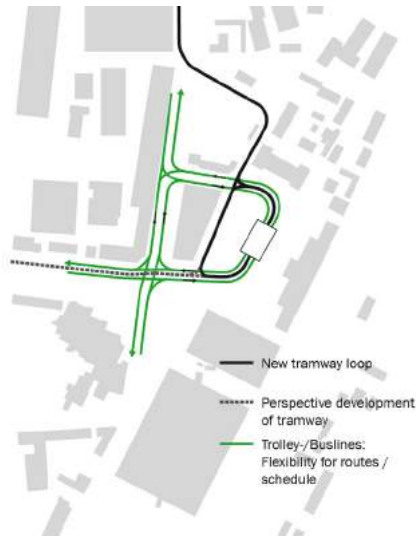 New tramway loop
Perspective development
of tramway
Trolley-/Buslines:
Flexibility for routes /
schedule